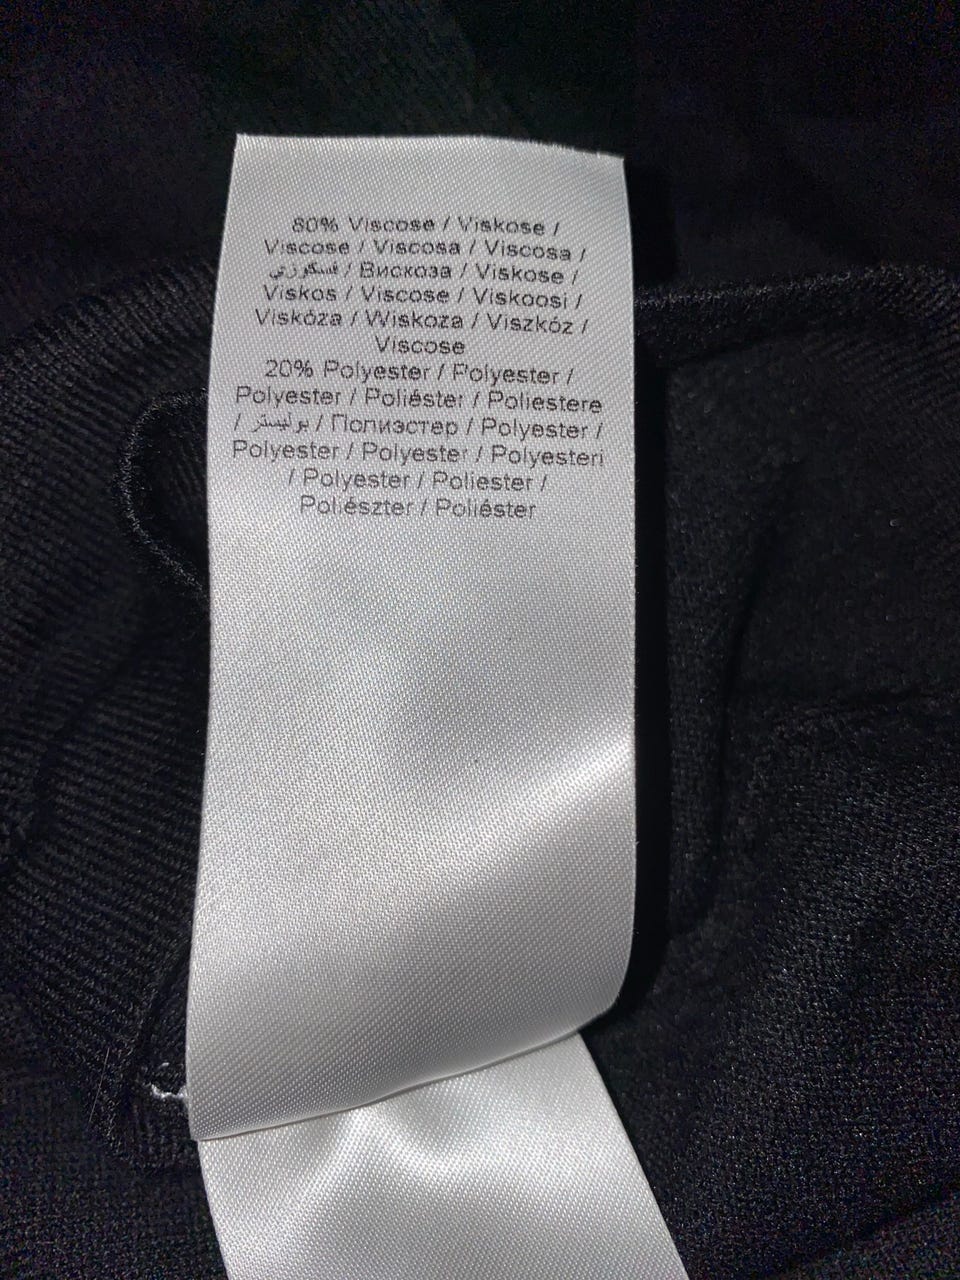 80% Viscose / Viskose /
Viscose / Viscosa / Viscosa /
فسكوزي / Вискоза / Viskose /
Viskos / Viscose / Viskoosi /
Viskóza / Wiskoza / Viszkóz /
Viscose
20% Polyester / Polyester /
Polyester / Poliéster / Poliestere
/ بوليستر / Полиэстер / Polyester /
Polyester / Polyester / Polyesteri
/ Polyester / Poliester /
Poliészter / Poliéster